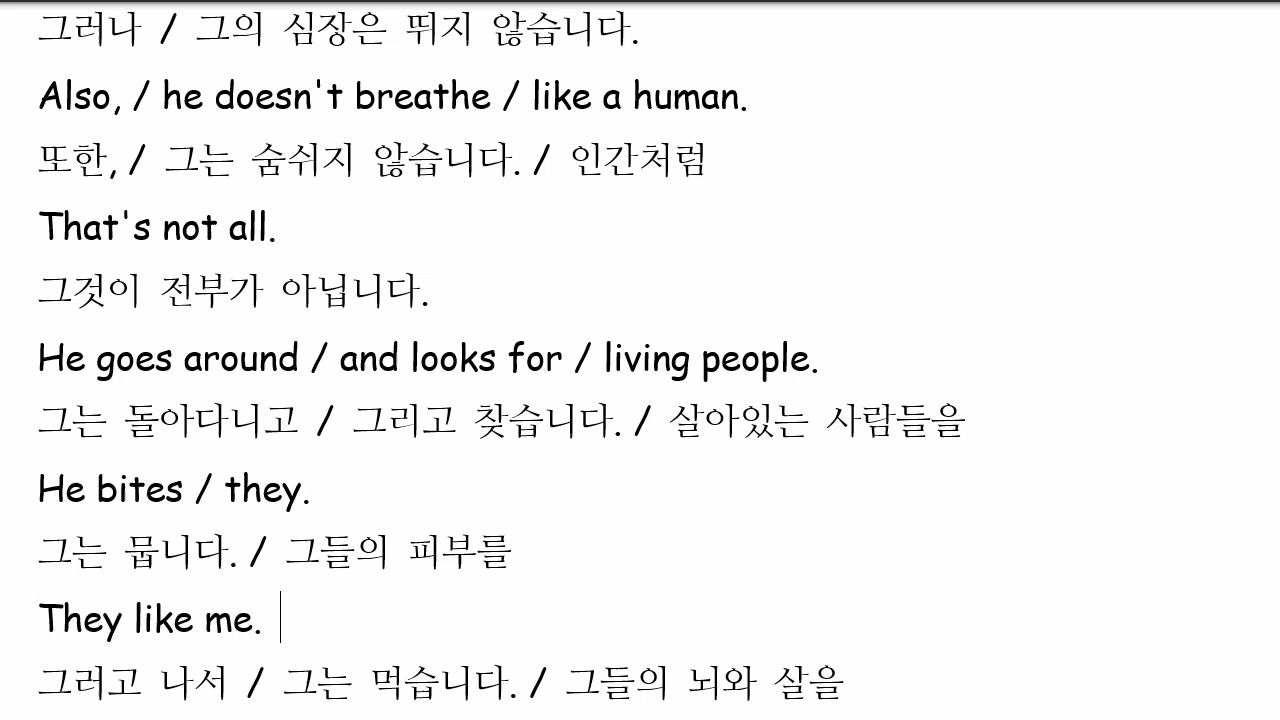 그러나 / 그의 심장은 뛰지 않습니다.
Also, / he doesn't breathe / like a human.
또한, / 그는 숨쉬지 않습니다. / 인간처럼
That's not all.
그것이 전부가 아닙니다.
He goes around / and looks for / living people.
그는 돌아다니고 / 그리고 찾습니다. / 살아있는 사람들을
He bites / they.
그는 뭅니다. / 그들의 피부를
They like me.
그러고 나서 / 그는 먹습니다. / 그들의 뇌와 살을